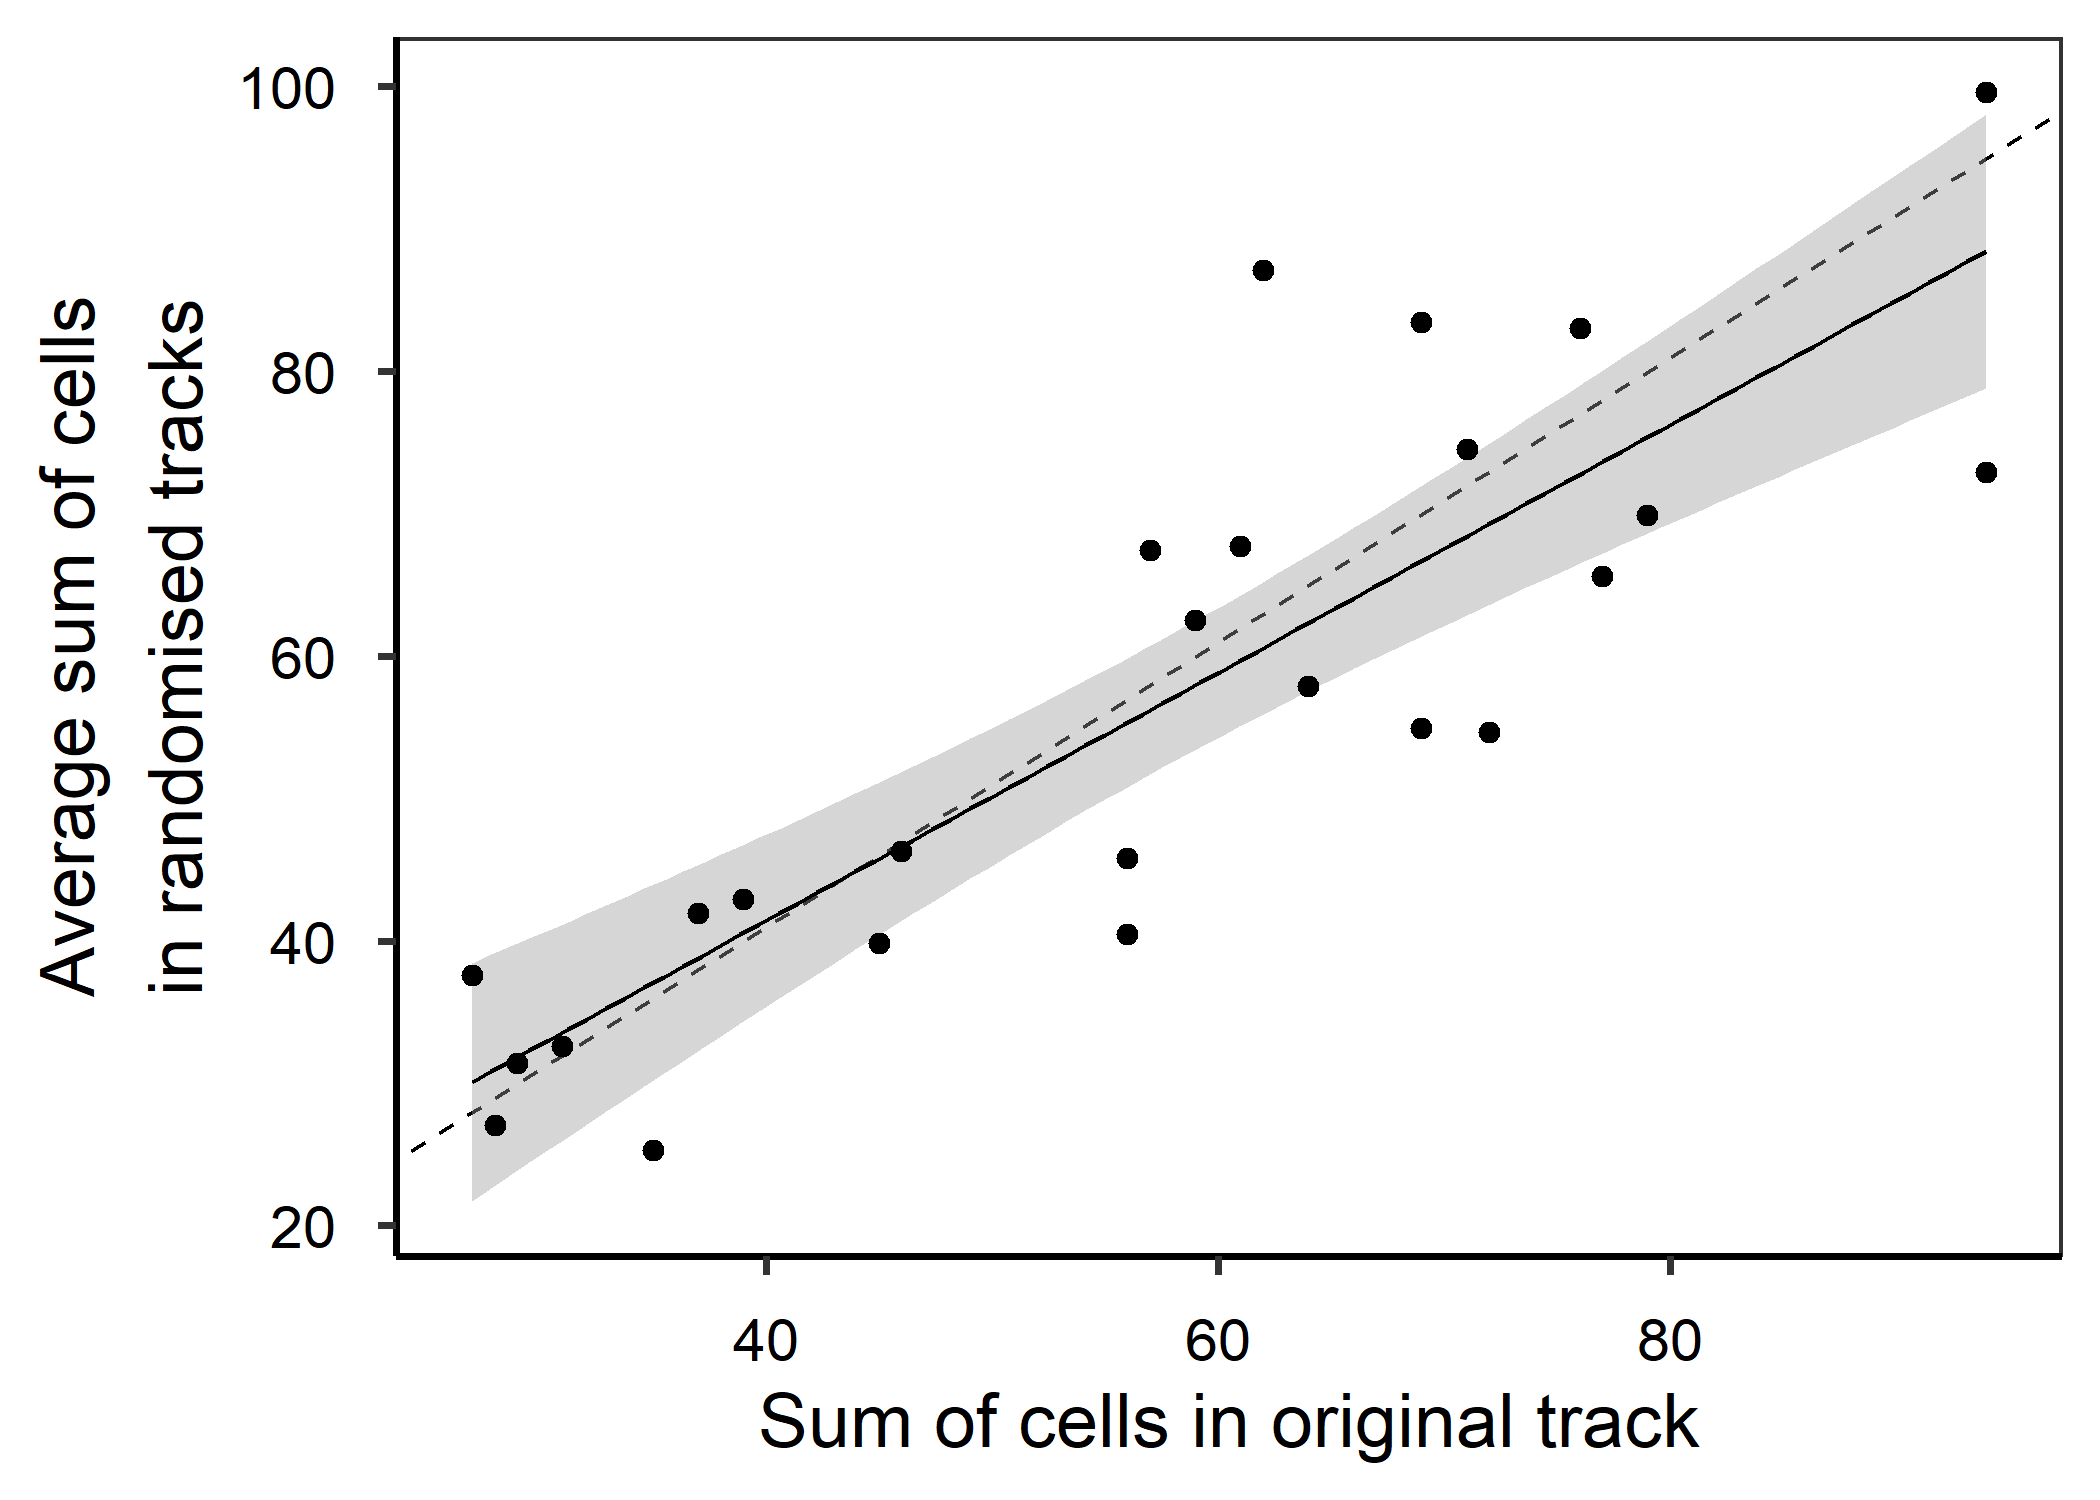 Average sum of cells
in randomised tracks
100
80
60
40
20
40 60 80
Sum of cells in original track